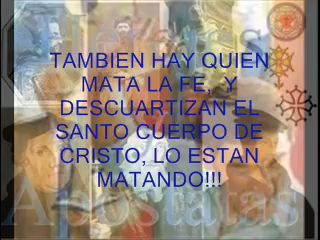 TAMBIEN HAY QUIEN
MATA LA FE, Y
DESCUARTIZAN EL
SANTO CUERPO DE
CRISTO, LO ESTAN
MATANDO!!!
Apostatas